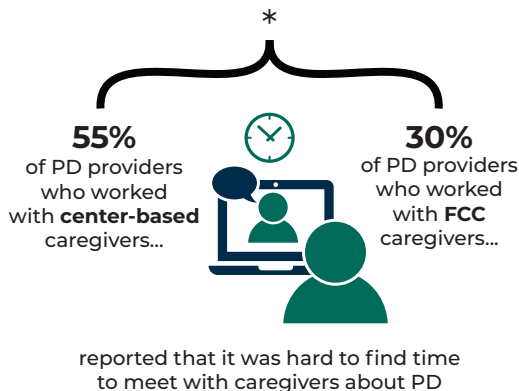 *
55%
of PD providers
who worked
with center-based
caregivers...
30%
of PD providers
who worked
with FCC
caregivers...
reported that it was hard to find time
to meet with caregivers about PD